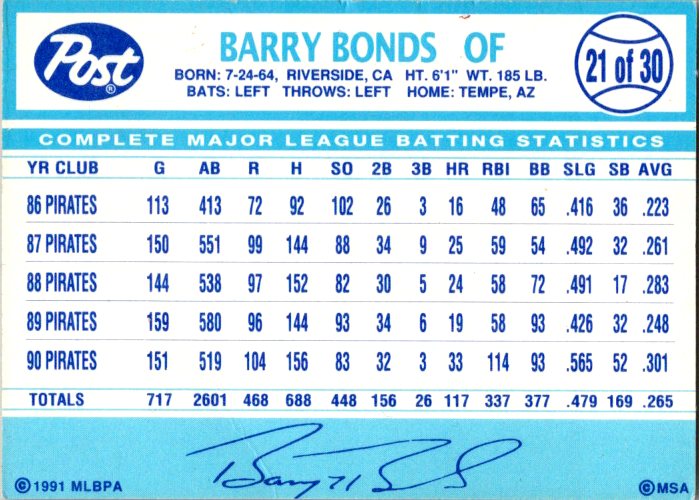 Post®
BARRY BONDS OF
BORN: 7-24-64, RIVERSIDE, CA HT. 6'1" WT. 185 LB.
BATS: LEFT THROWS: LEFT HOME: TEMPE, AZ
21 of 30
COMPLETE MAJOR LEAGUE BATTING STATISTICS
YR CLUB G AB R H SO 2B 3B HR RBI BB SLG SB AVG
86 PIRATES 113 413 72 92 102 26 3 16 48 65 .416 36 .223
87 PIRATES 150 551 99 144 88 34 9 25 59 54 .492 32 .261
88 PIRATES 144 538 97 152 82 30 5 24 58 72 .491 17 .283
89 PIRATES 159 580 96 144 93 34 6 19 58 93 .426 32 .248
90 PIRATES 151 519 104 156 83 32 3 33 114 93 .565 52 .301
TOTALS 717 2601 468 688 448 156 26 117 337 377 .479 169 .265
©1991 MLBPA
©MSA